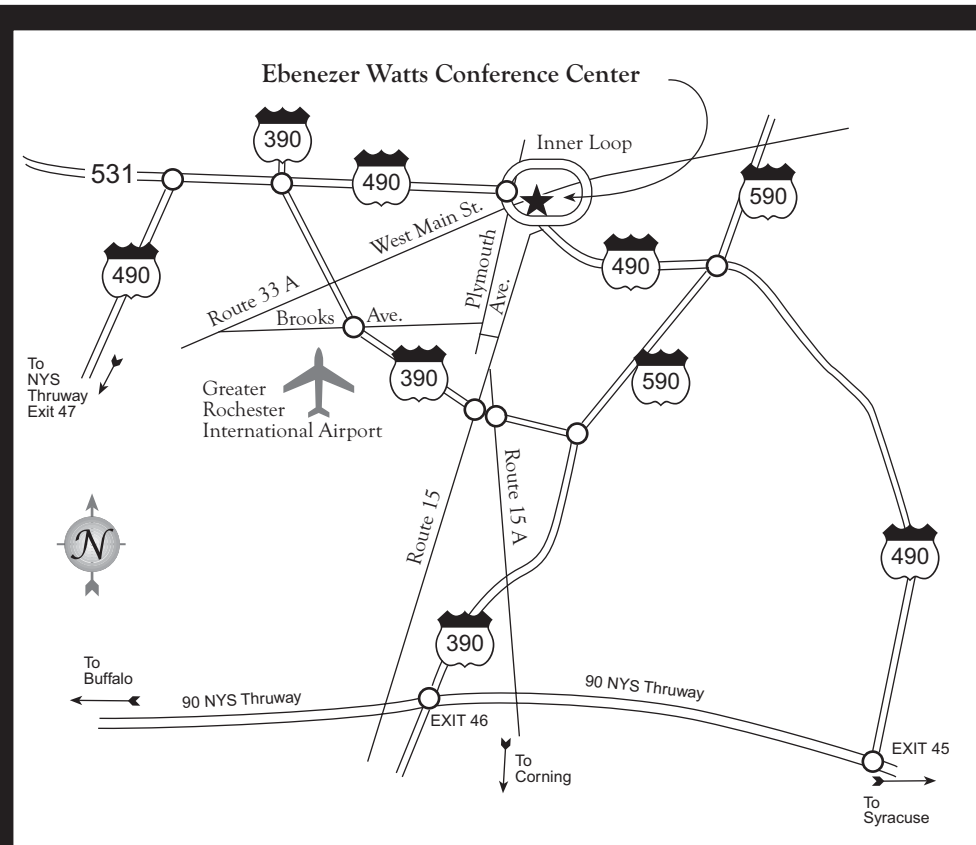 Ebenezer Watts Conference Center
390
Inner Loop
531
490
590
West Main St.
490
490
Plymouth
Ave.
Route 33 A
Brooks Ave.
To
NYS
Thruway
Exit 47
390
590
Greater
Rochester
International Airport
Route 15
Route 15 A
N
490
390
To
Buffalo
90 NYS Thruway
90 NYS Thruway
EXIT 46
EXIT 45
To
Corning
To
Syracuse